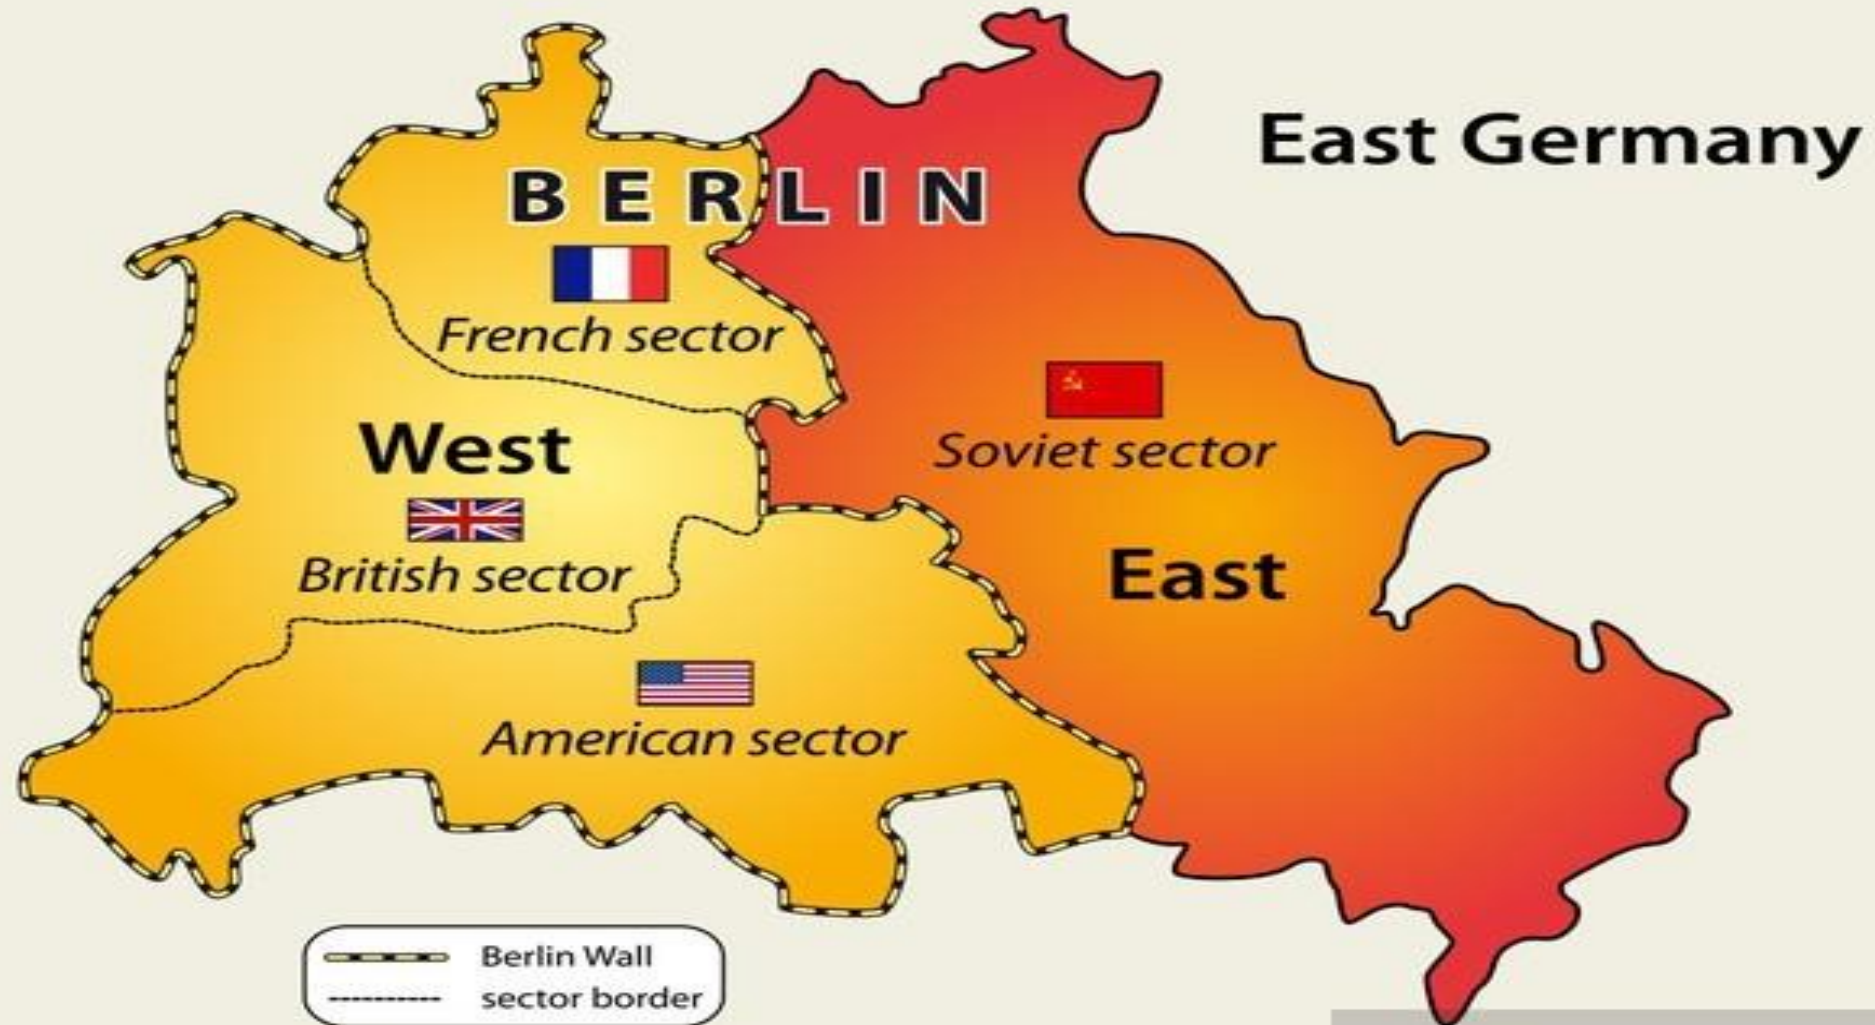 East Germany
BERLIN
French sector
West
Soviet sector
British sector
East
American sector
Berlin Wall
sector border